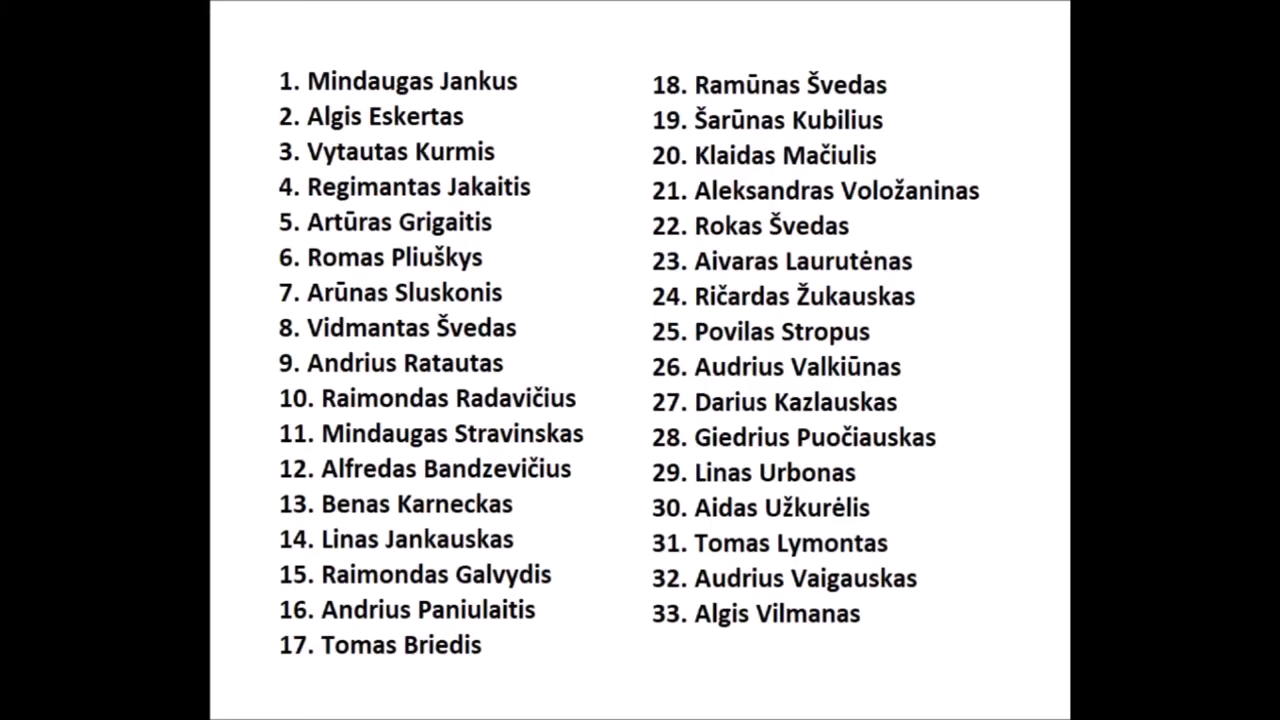 1. Mindaugas Jankus
2. Algis Eskertas
3. Vytautas Kurmis
4. Regimantas Jakaitis
5. Artūras Grigaitis
6. Romas Pliuškys
7. Arūnas Sluskonis
8. Vidmantas Švedas
9. Andrius Ratautas
10. Raimondas Radavičius
11. Mindaugas Stravinskas
12. Alfredas Bandzevičius
13. Benas Karneckas
14. Linas Jankauskas
15. Raimondas Galvydis
16. Andrius Paniulaitis
17. Tomas Briedis
18. Ramūnas Švedas
19. Šarūnas Kubilius
20. Klaidas Mačiulis
21. Aleksandras Voložaninas
22. Rokas Švedas
23. Aivaras Laurutėnas
24. Ričardas Žukauskas
25. Povilas Stropus
26. Audrius Valkiūnas
27. Darius Kazlauskas
28. Giedrius Puočiauskas
29. Linas Urbonas
30. Aidas Užkurėlis
31. Tomas Lymontas
32. Audrius Vaigauskas
33. Algis Vilmanas